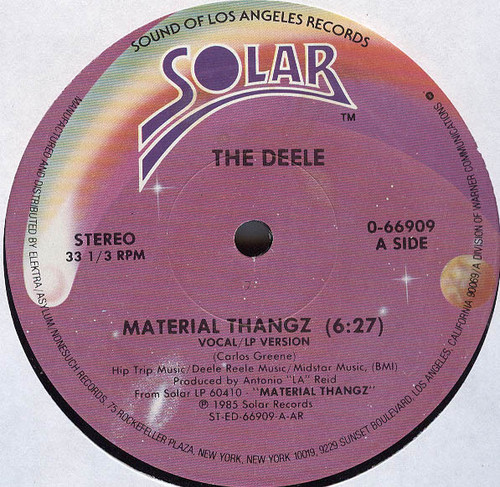 SOUND OF LOS ANGELES RECORDS
SOLAR
TM
THE DEELE
STEREO
33 1/3 RPM
0-66909
A SIDE
MATERIAL THANGZ (6:27)
VOCAL/LP VERSION
(Carlos Greene)
Hip Trip Music/Deele Reele Music/Midstar Music, (BMI)
Produced by Antonio "LA" Reid
From Solar LP 60410 - "MATERIAL THANGZ"
℗ 1985 Solar Records
ST-ED-66909-A-AR
MANUFACTURED AND DISTRIBUTED BY ELEKTRA/ASYLUM/NONESUCH RECORDS, 75 ROCKEFELLER PLAZA, NEW YORK, NEW YORK 10019, 9229 SUNSET BOULEVARD, LOS ANGELES, CALIFORNIA 90069/A DIVISION OF WARNER COMMUNICATIONS